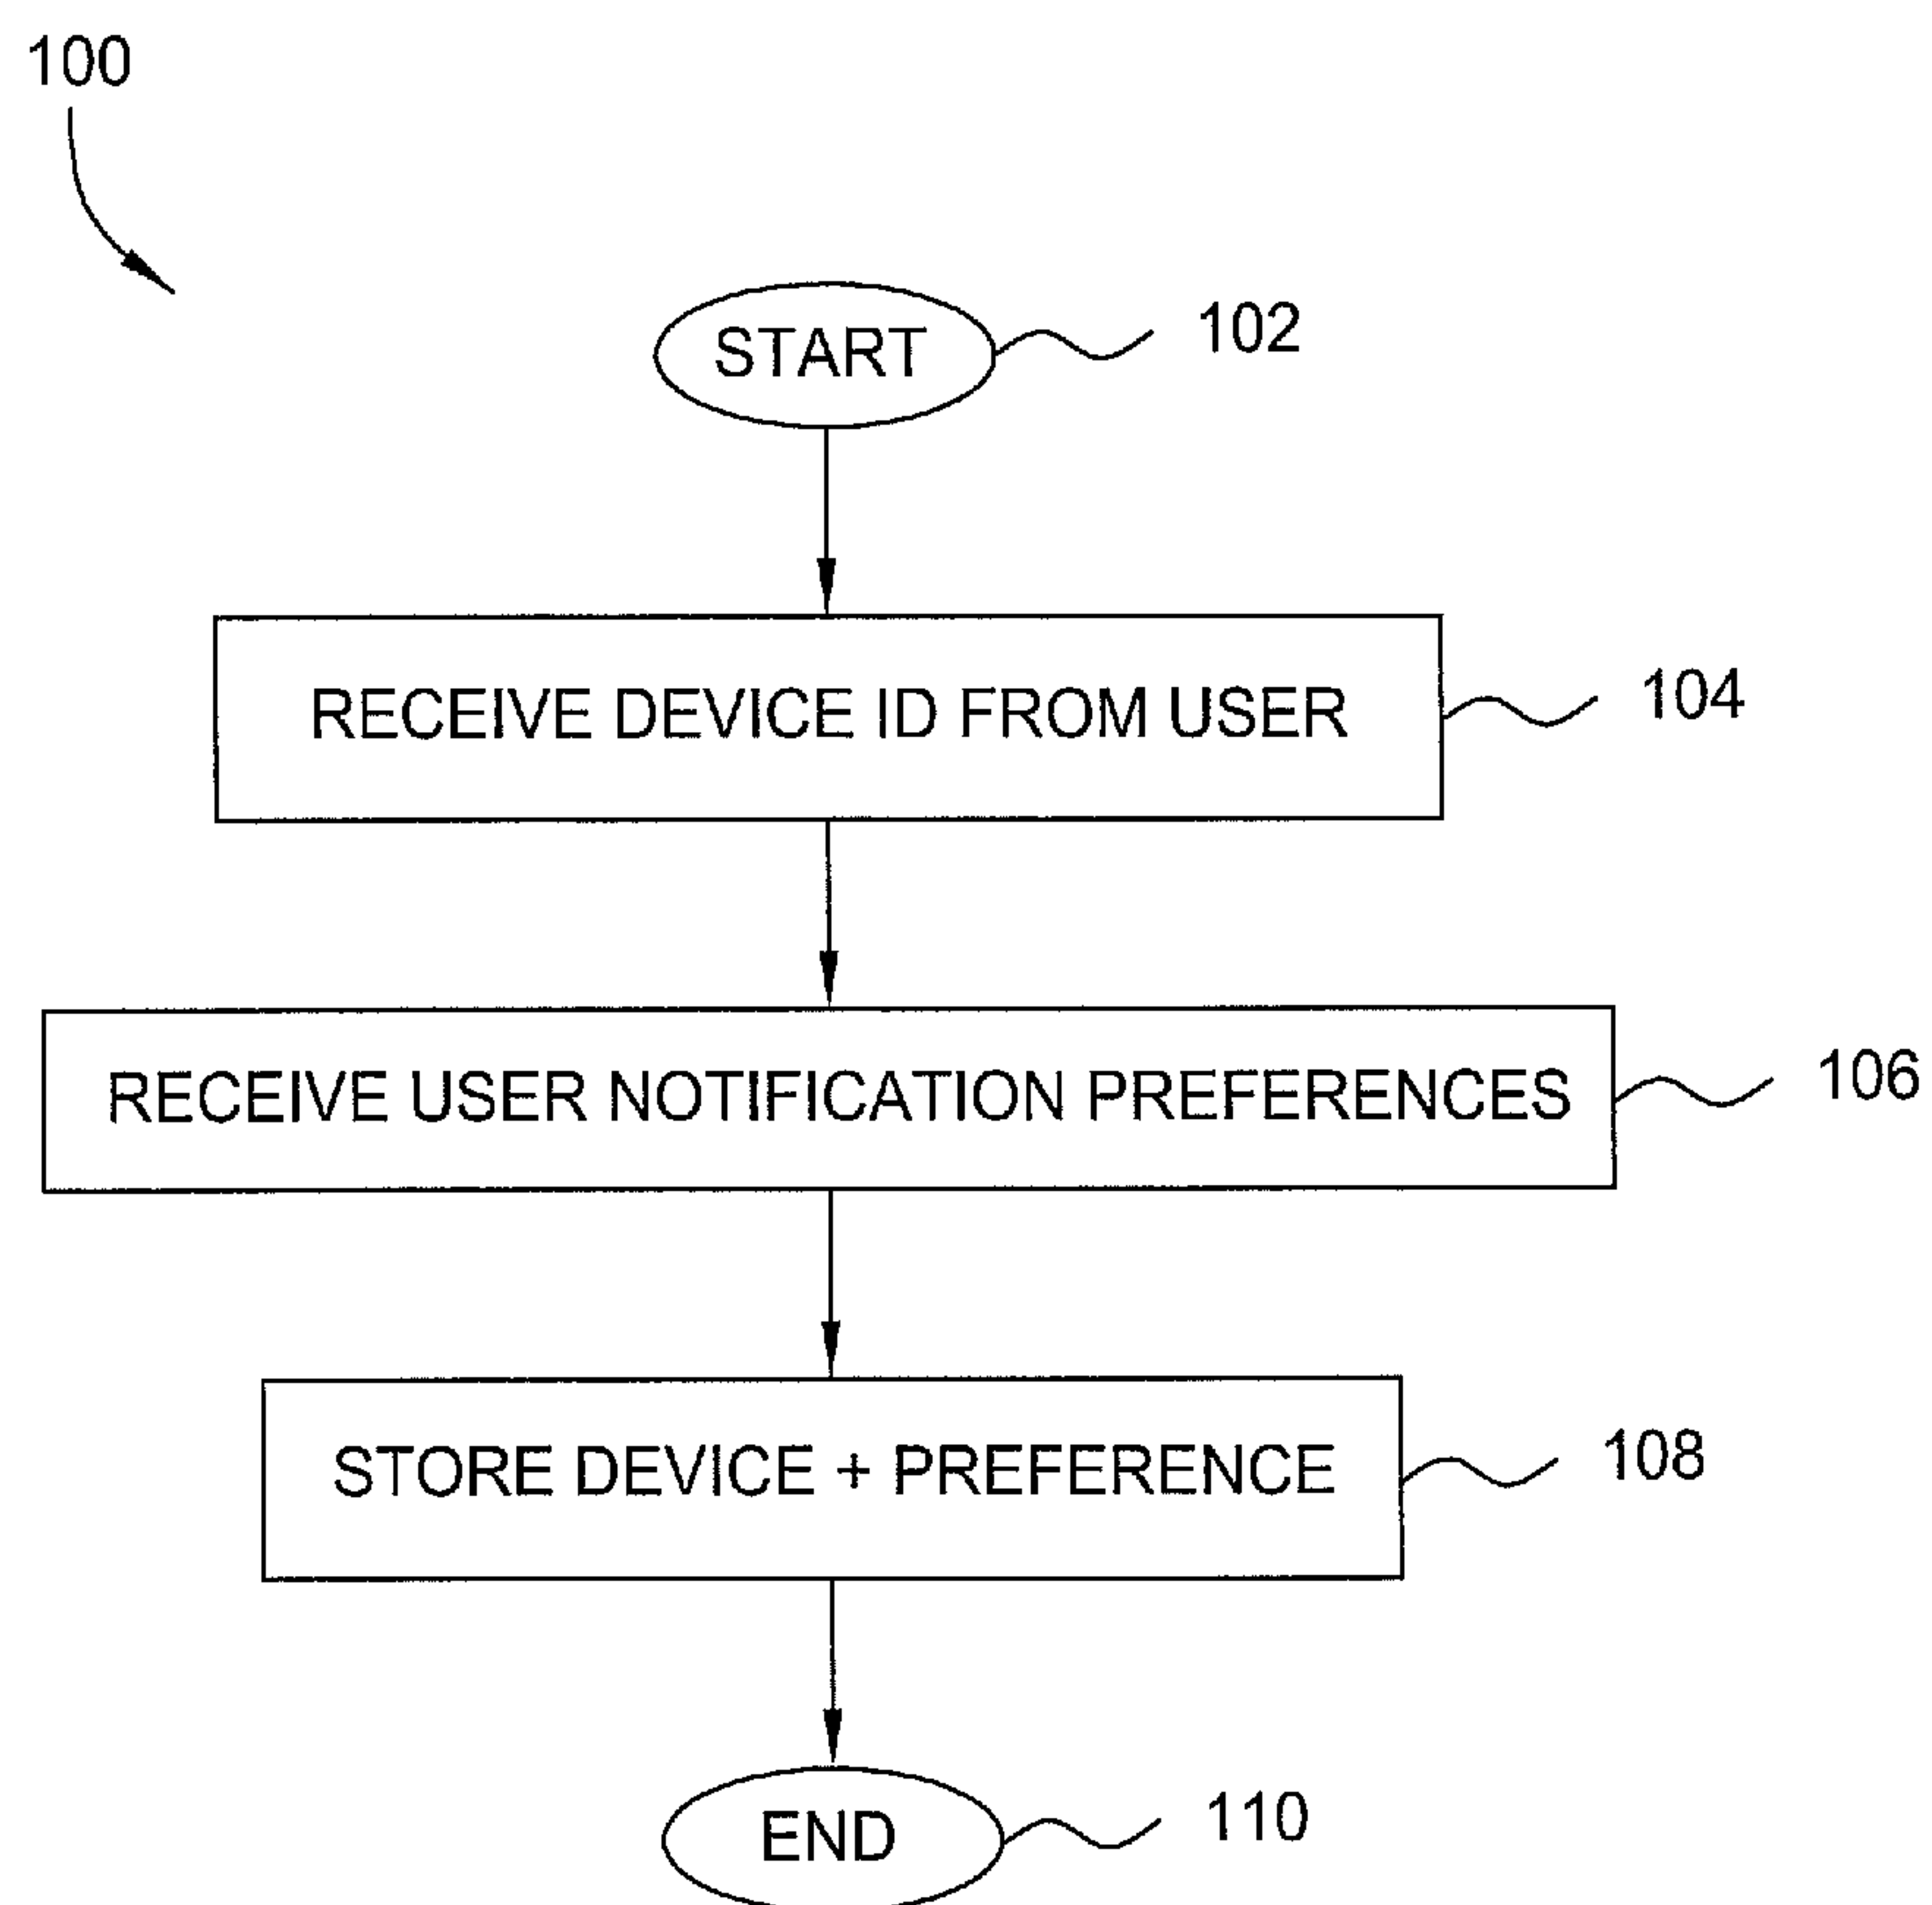 100
START
102
RECEIVE DEVICE ID FROM USER
104
RECEIVE USER NOTIFICATION PREFERENCES
106
STORE DEVICE + PREFERENCE
108
END
110